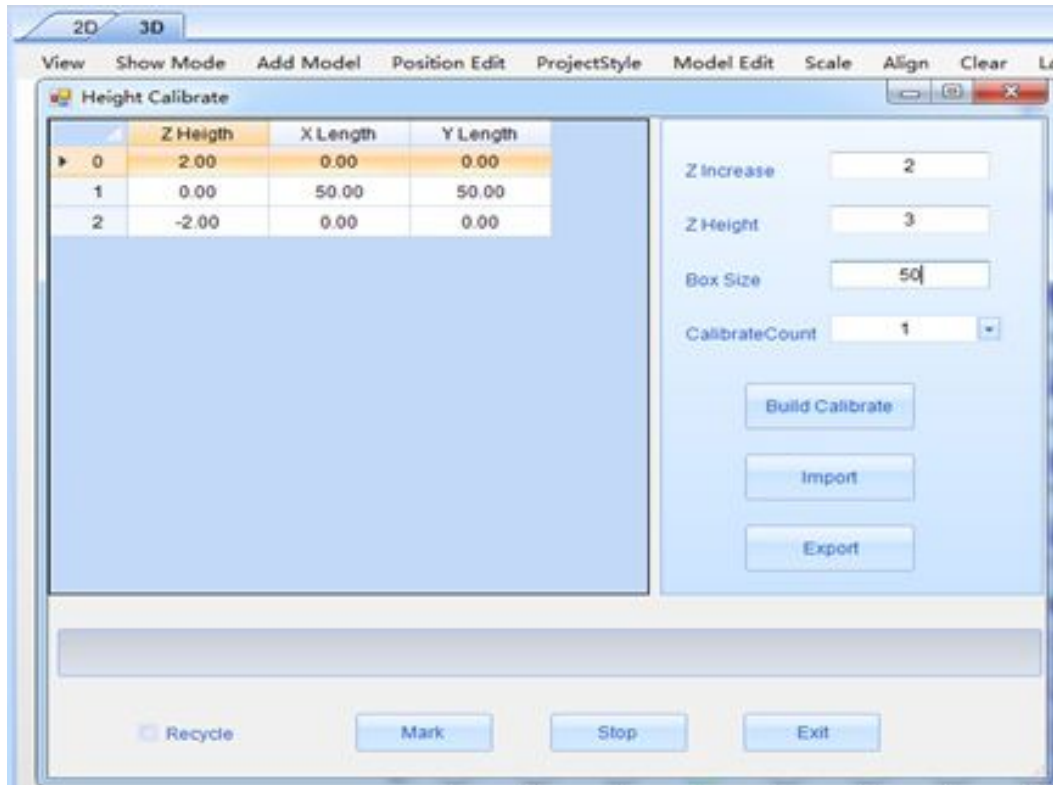 2D 3D
View Show Mode Add Model Position Edit ProjectStyle Model Edit Scale Align Clear
Height Calibrate
Z Heigth X Length Y Length
0 2.00 0.00 0.00
1 0.00 50.00 50.00
2 -2.00 0.00 0.00
Z Increase 2
Z Height 3
Box Size 50
CalibrateCount 1
Build Calibrate
Import
Export
Recycle Mark Stop Exit